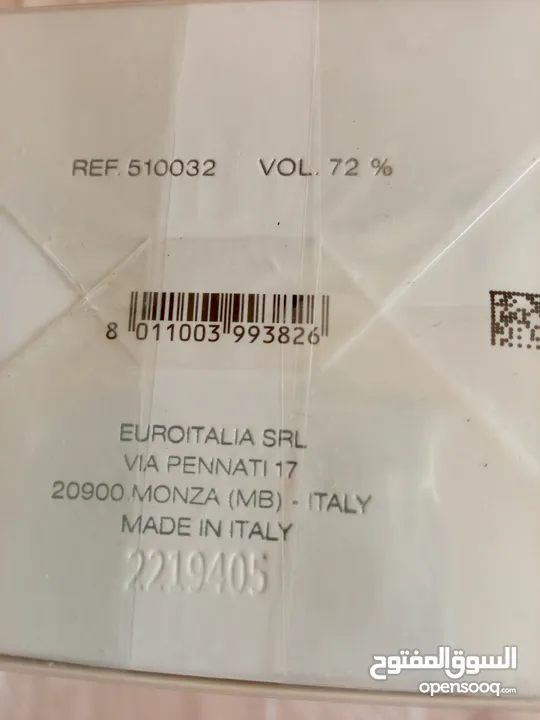 REF. 510032 VOL. 72 %
8 011003 993826
EUROITALIA SRL
VIA PENNATI 17
20900 MONZA (MB) - ITALY
MADE IN ITALY
2219405
السوق المفتوح
opensooq.com